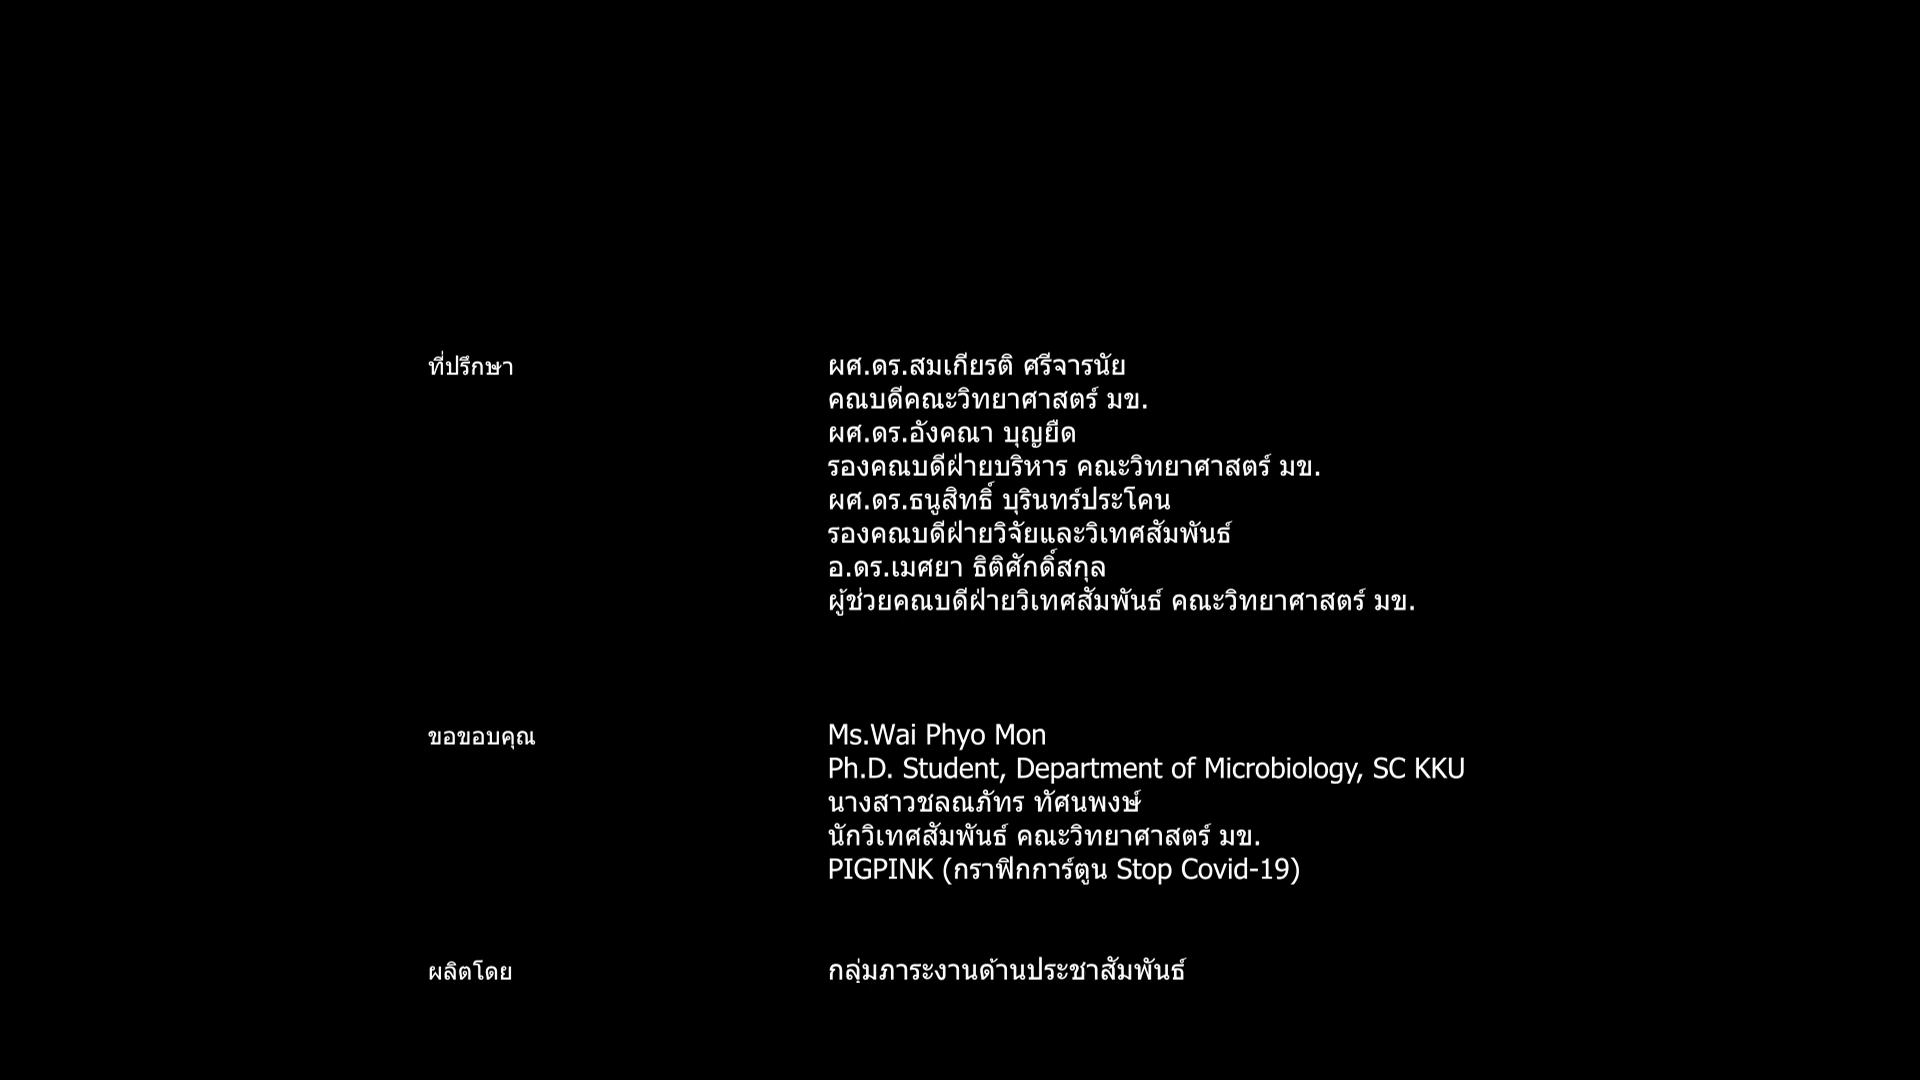 ที่ปรึกษา
ผศ.ดร.สมเกียรติ ศรีจารนัย
คณบดีคณะวิทยาศาสตร์ มข.
ผศ.ดร.อังคณา บุญยืด
รองคณบดีฝ่ายบริหาร คณะวิทยาศาสตร์ มข.
ผศ.ดร.ธนูสิทธิ์ บุรินทร์ประโคน
รองคณบดีฝ่ายวิจัยและวิเทศสัมพันธ์
อ.ดร.เมศยา ธิติศักดิ์สกุล
ผู้ช่วยคณบดีฝ่ายวิเทศสัมพันธ์ คณะวิทยาศาสตร์ มข.
ขอขอบคุณ
Ms.Wai Phyo Mon
Ph.D. Student, Department of Microbiology, SC KKU
นางสาวชลณภัทร ทัศนพงษ์
นักวิเทศสัมพันธ์ คณะวิทยาศาสตร์ มข.
PIGPINK (กราฟิกการ์ตูน Stop Covid-19)
ผลิตโดย
กลุ่มภาระงานด้านประชาสัมพันธ์